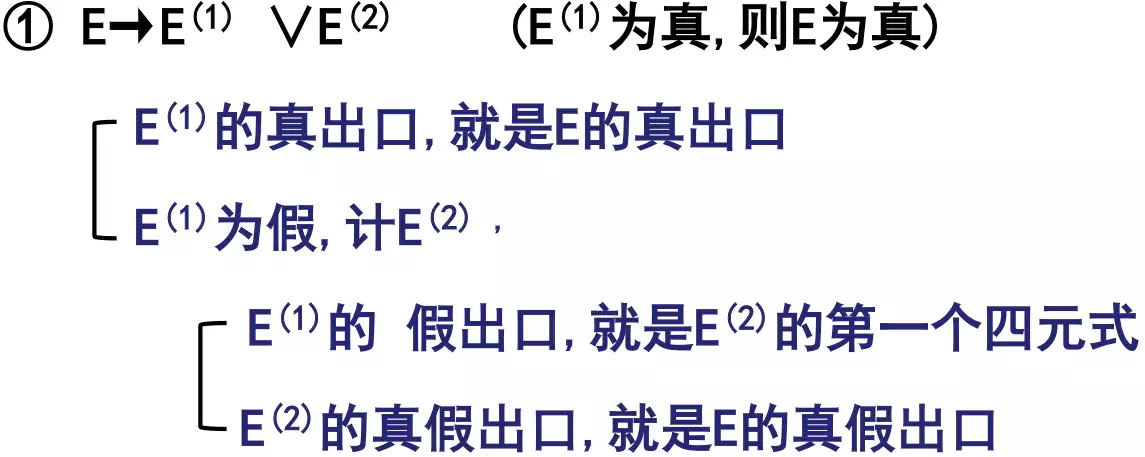 ① E→E⁽¹⁾ ∨E⁽²⁾ (E⁽¹⁾为真,则E为真)
E⁽¹⁾的真出口,就是E的真出口
E⁽¹⁾为假,计E⁽²⁾ ，
E⁽¹⁾的 假出口,就是E⁽²⁾的第一个四元式
E⁽²⁾的真假出口,就是E的真假出口